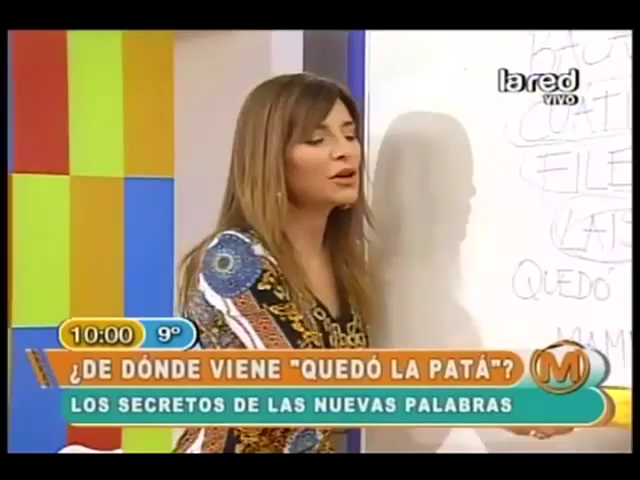 la red
VIVO
FILE
QUEDÓ
10:00 9°
¿DE DÓNDE VIENE "QUEDÓ LA PATÁ"? M
LOS SECRETOS DE LAS NUEVAS PALABRAS